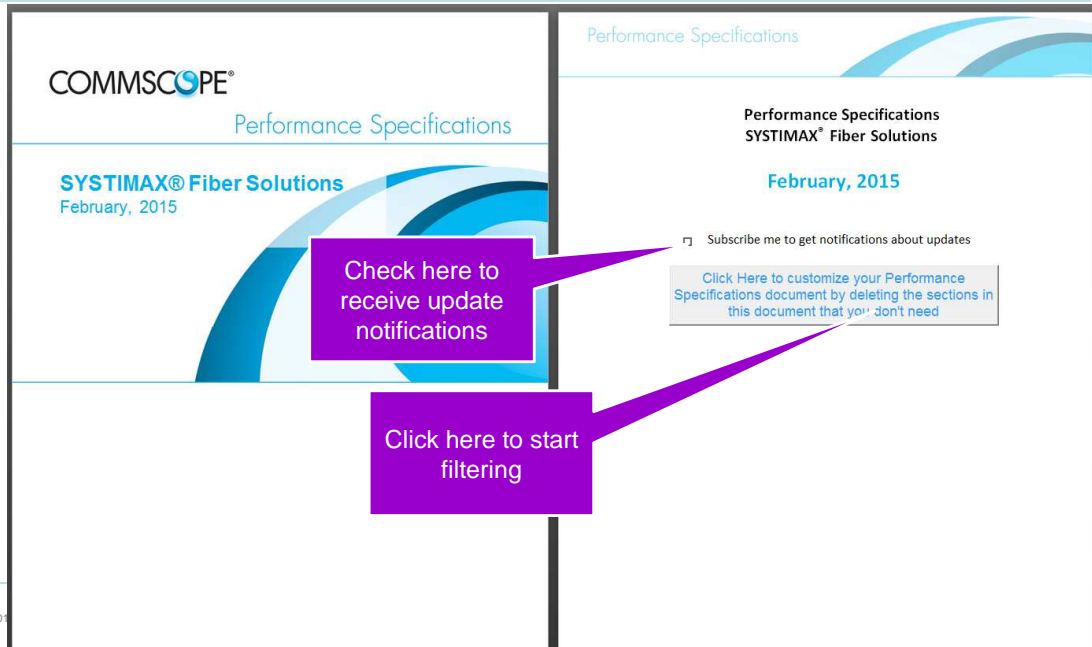 COMMSCOPE®
Performance Specifications
SYSTIMAX® Fiber Solutions
February, 2015
Performance Specifications
Performance Specifications
SYSTIMAX® Fiber Solutions
February, 2015
Subscribe me to get notifications about updates
Click Here to customize your Performance
Specifications document by deleting the sections in
this document that you don't need
Check here to
receive update
notifications
Click here to start
filtering